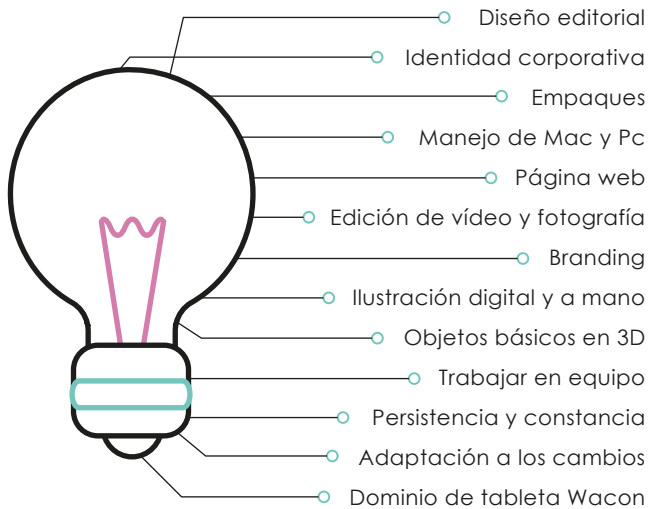 Diseño editorial
Identidad corporativa
Empaques
Manejo de Mac y Pc
Página web
Edición de vídeo y fotografía
Branding
Ilustración digital y a mano
Objetos básicos en 3D
Trabajar en equipo
Persistencia y constancia
Adaptación a los cambios
Dominio de tableta Wacon